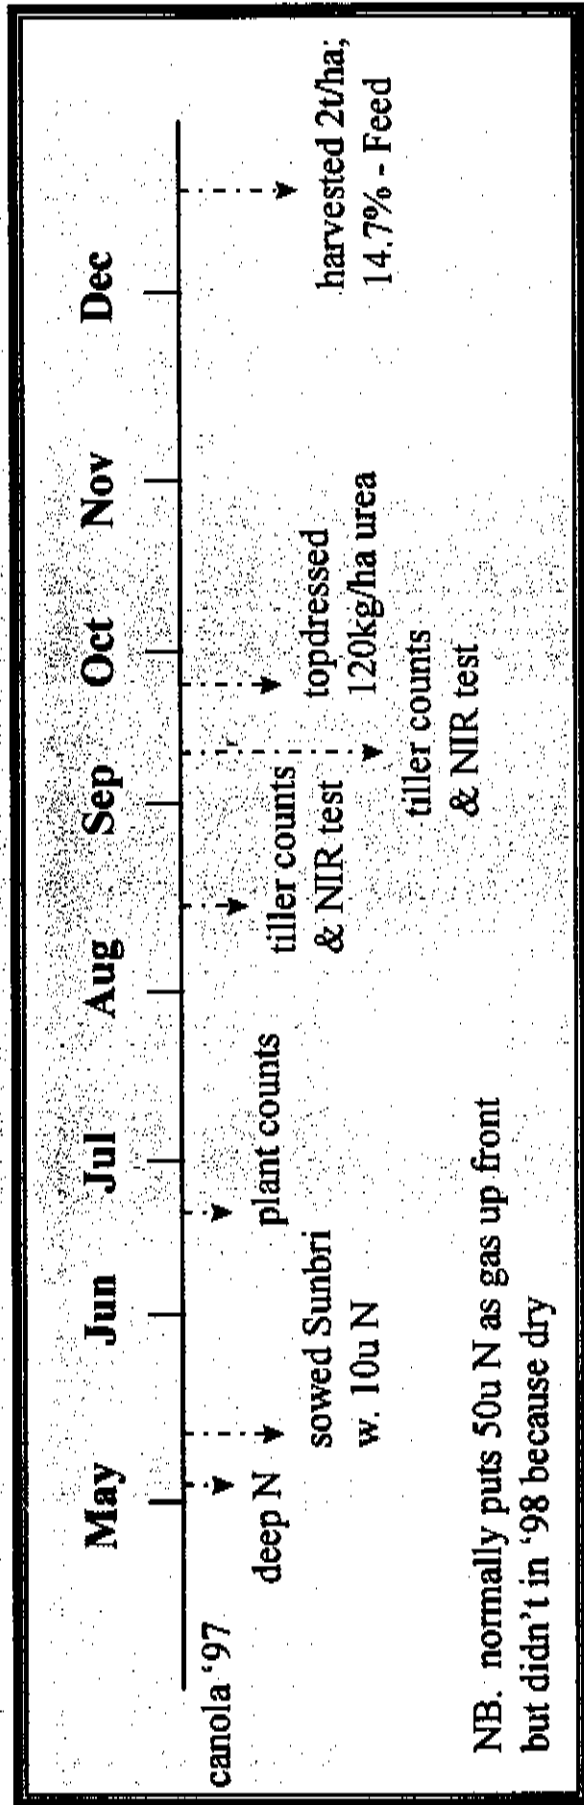 May Jun Jul Aug Sep Oct Nov Dec
canola ‘97
deep N
sowed Sunbri
w. 10u N
plant counts
tiller counts
& NIR test
tiller counts
& NIR test
topdressed
120kg/ha urea
harvested 2t/ha;
14.7% - Feed
NB. normally puts 50u N as gas up front
but didn’t in ‘98 because dry